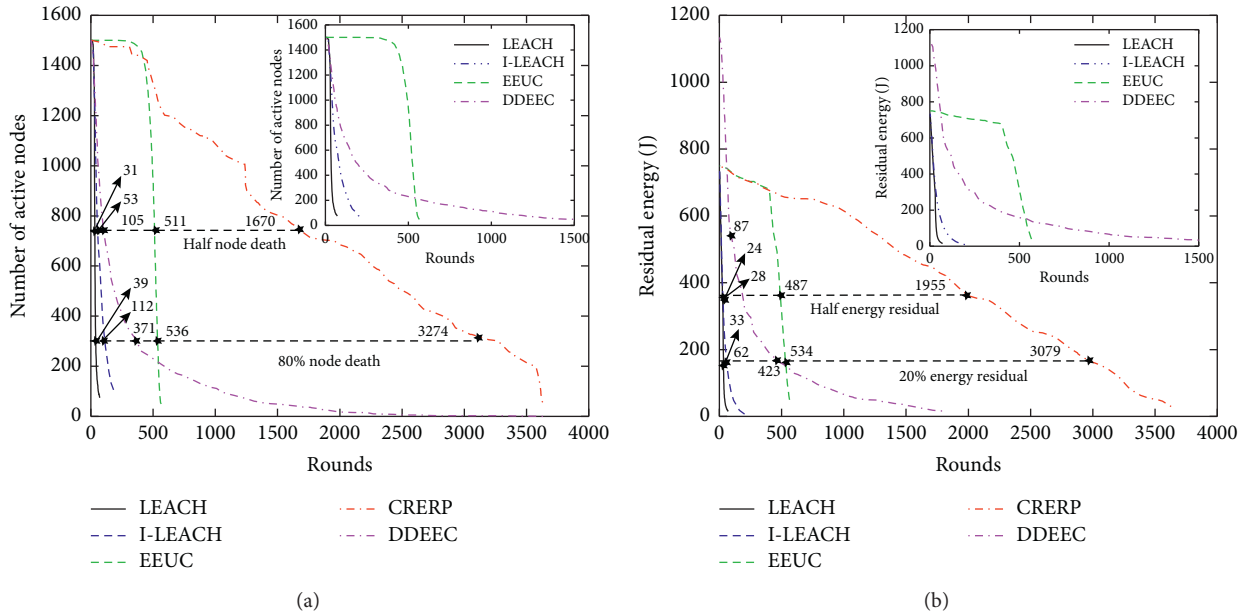 1600
1400
1200
1000
800
600
400
200
0
Number of active nodes
0 500 1000 1500 2000 2500 3000 3500 4000
Rounds
31
53
105
511
1670
Half node death
39
112
371
536
3274
80% node death
1600
1400
1200
1000
800
600
400
200
0
Number of active nodes
LEACH
I-LEACH
EEUC
DDEEC
0 500 1000 1500
Rounds
LEACH
I-LEACH
EEUC
CRERP
DDEEC
(a)
1200
1000
800
600
400
200
0
Residual energy (J)
0 500 1000 1500 2000 2500 3000 3500 4000
Rounds
87
24
28
487
1955
Half energy residual
33
62
423
534
3079
20% energy residual
1200
1000
800
600
400
200
0
Residual energy (J)
LEACH
I-LEACH
EEUC
DDEEC
0 500 1000 1500
Rounds
LEACH
I-LEACH
EEUC
CRERP
DDEEC
(b)